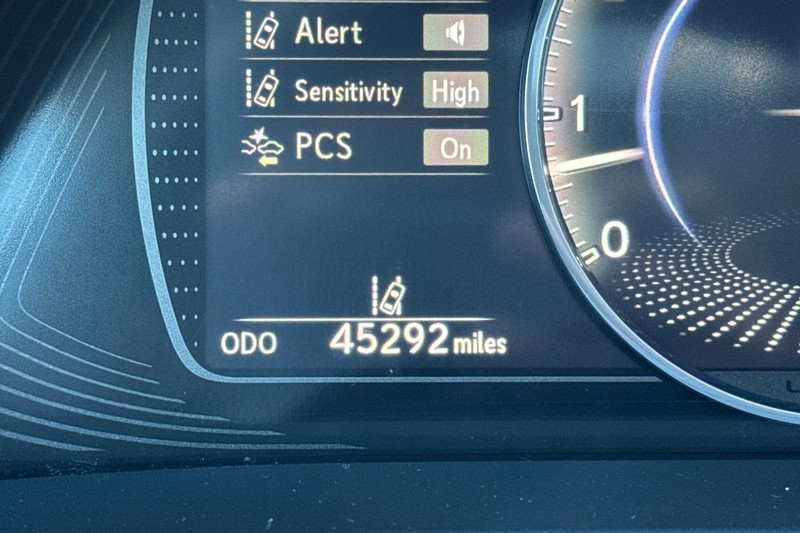 Alert
Sensitivity High
PCS On
1
0
ODO 45292 miles